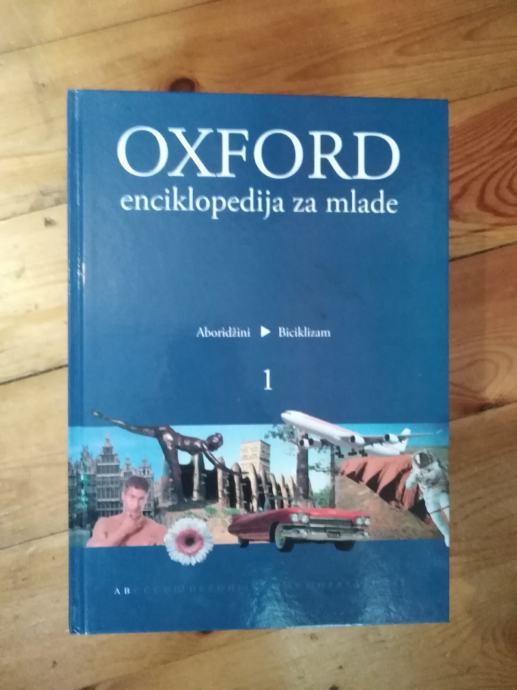 OXFORD
enciklopedija za mlade
Aboridžini ▶ Biciklizam
1
A B